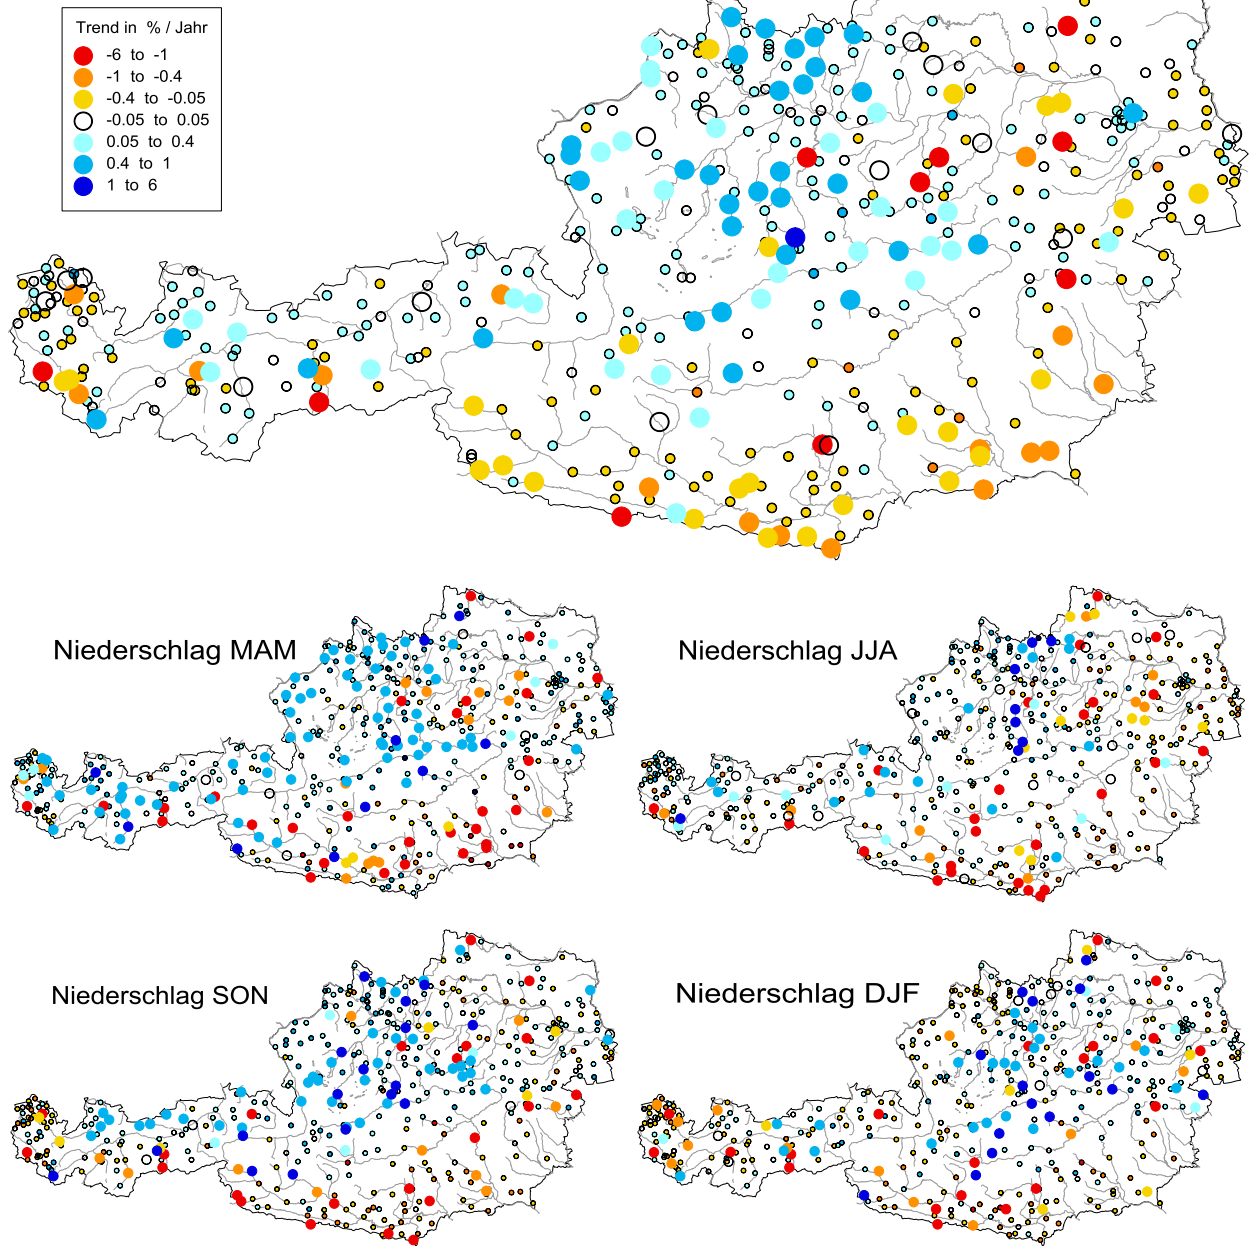 Trend in % / Jahr
-6 to -1
-1 to -0.4
-0.4 to -0.05
-0.05 to 0.05
0.05 to 0.4
0.4 to 1
1 to 6
Niederschlag MAM
Niederschlag JJA
Niederschlag SON
Niederschlag DJF